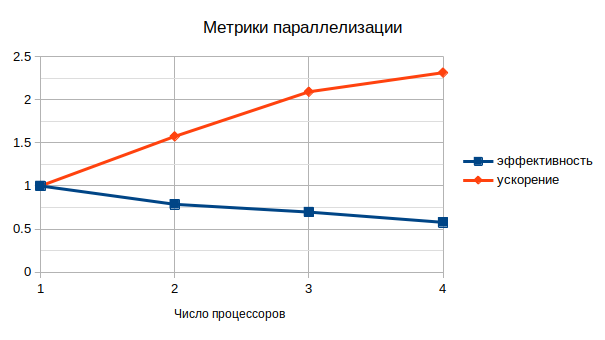 Метрики параллелизации
2.5
2
1.5
1
0.5
0
1
2
3
4
Число процессоров
эффективность
ускорение